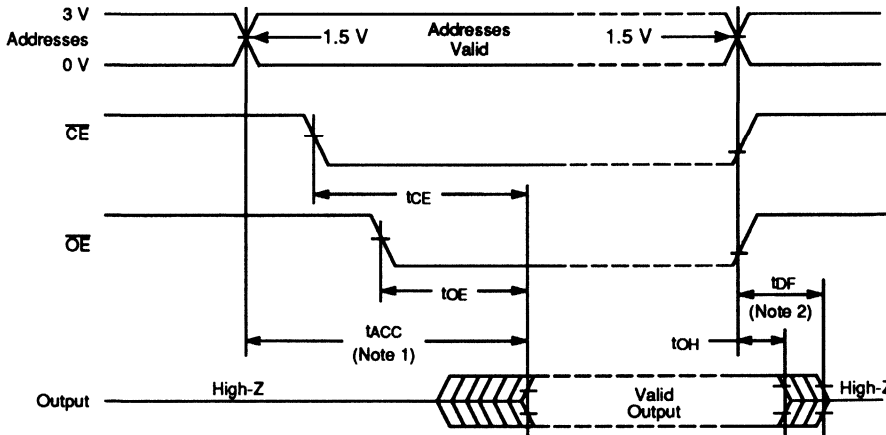 3 V
Addresses
0 V
1.5 V
Addresses
Valid
1.5 V
CE
tCE
OE
tOE
tDF
(Note 2)
tACC
(Note 1)
tOH
Output
High-Z
Valid
Output
High-Z